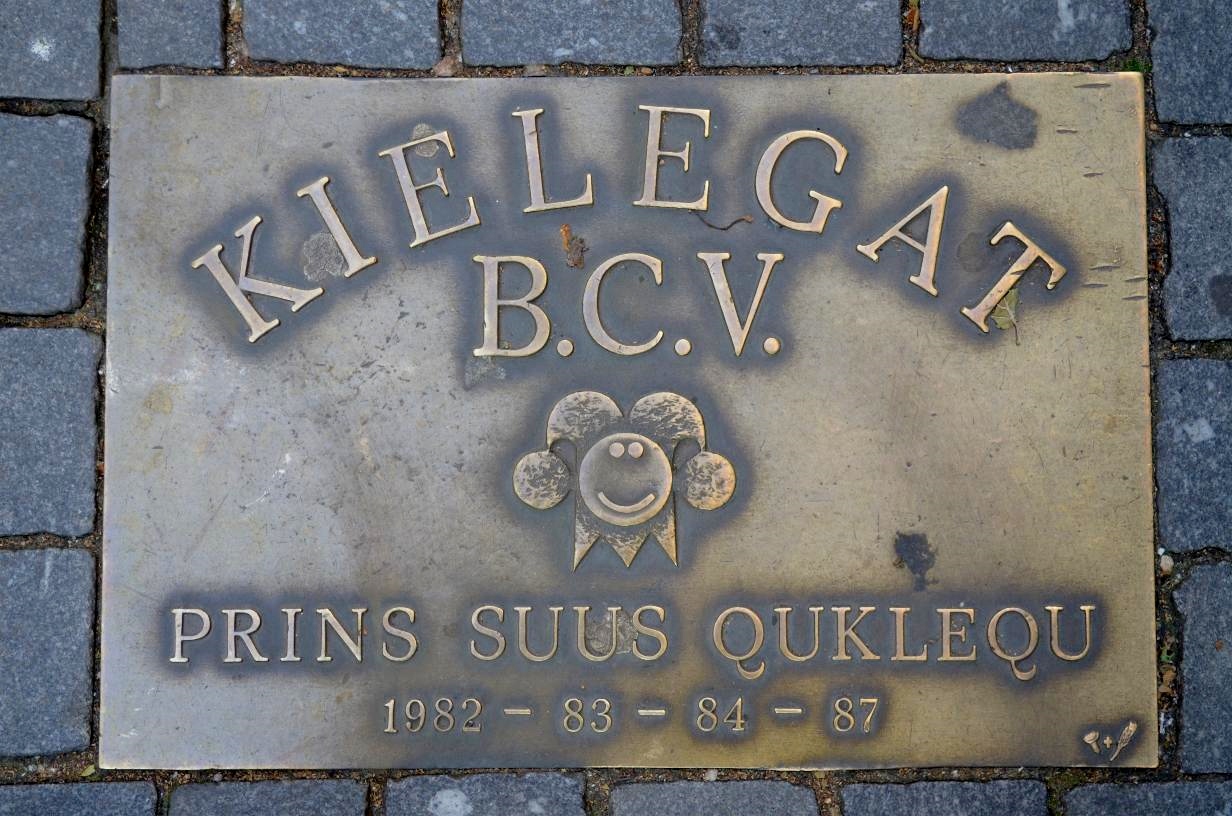 KIELEGAT
B.C.V.
PRINS SUUS QUKLEQU
1982 – 83 – 84 – 87